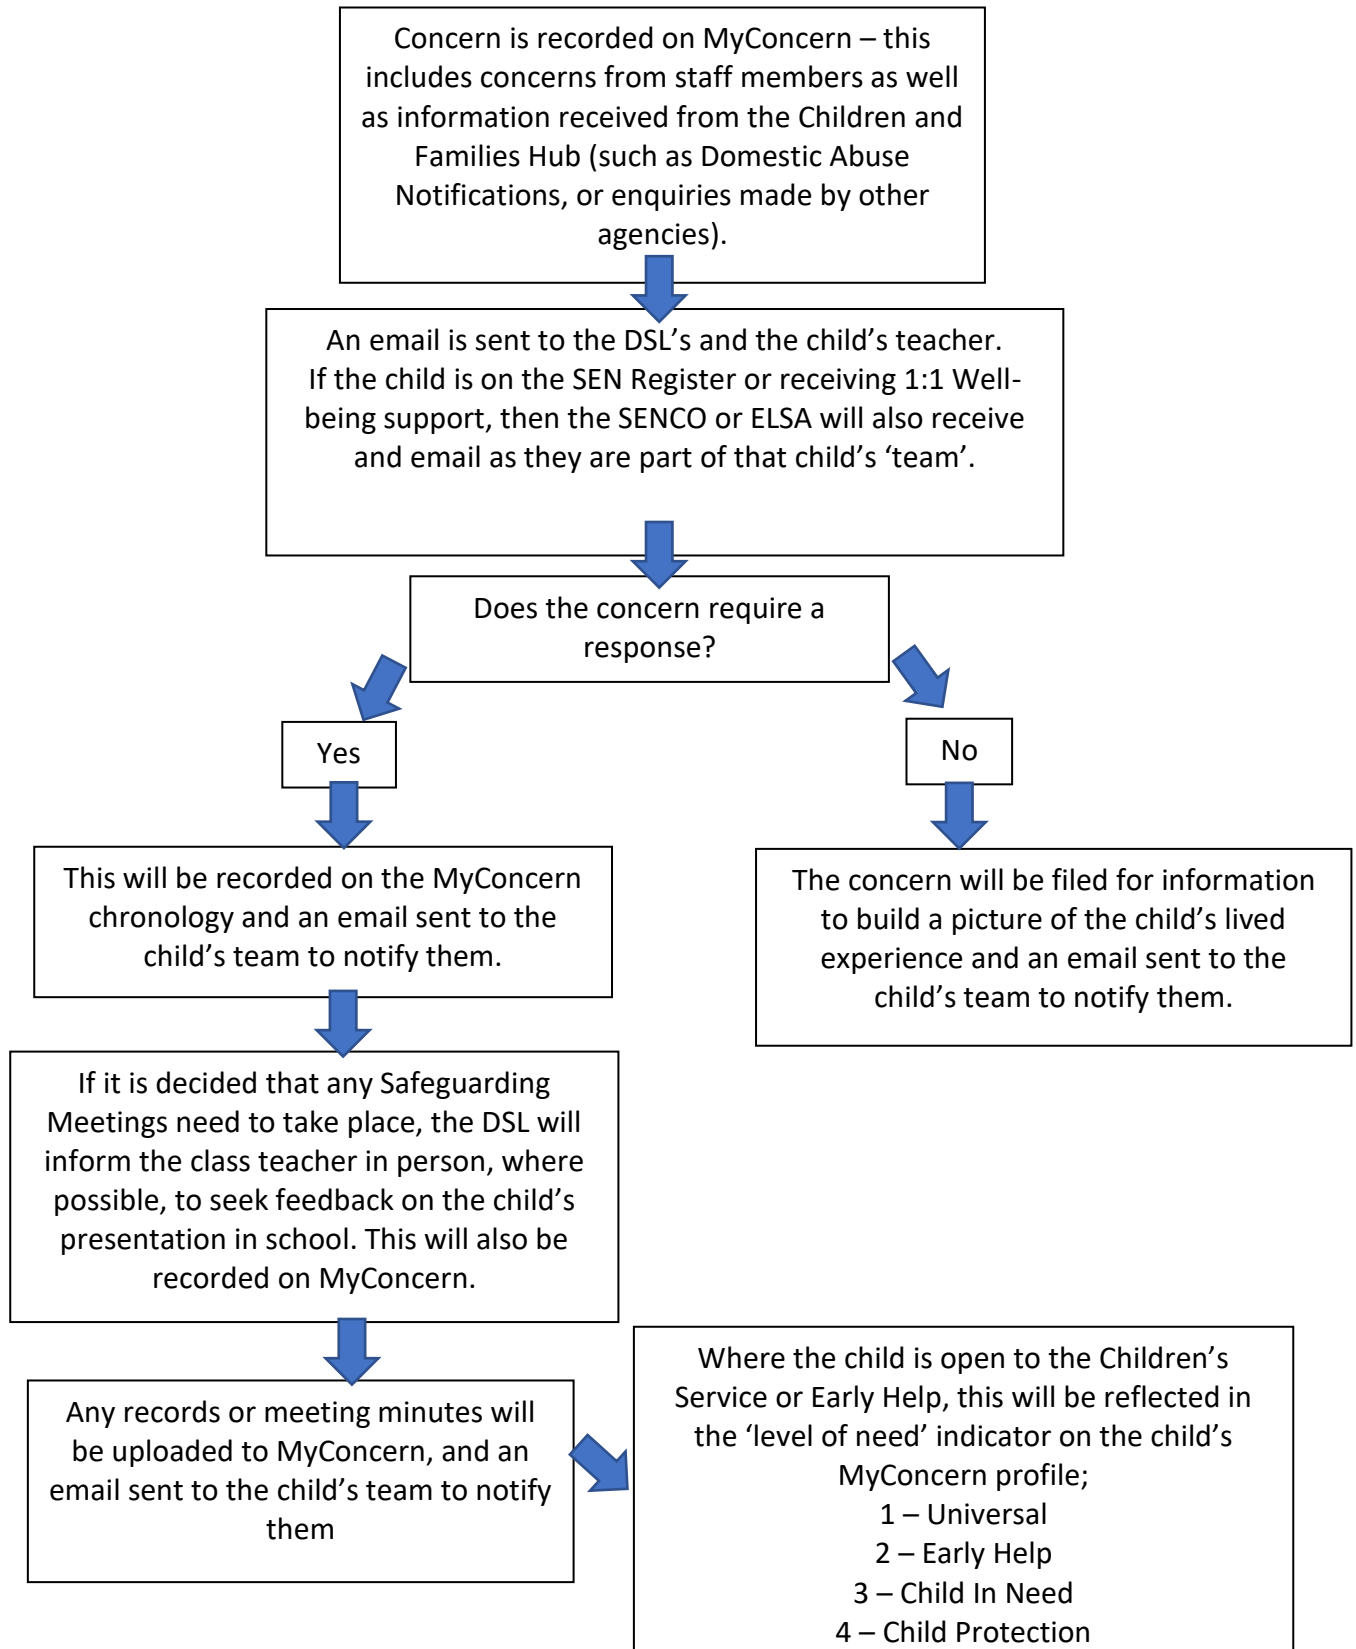 Concern is recorded on MyConcern – this
includes concerns from staff members as well
as information received from the Children and
Families Hub (such as Domestic Abuse
Notifications, or enquiries made by other
agencies).
An email is sent to the DSL’s and the child’s teacher.
If the child is on the SEN Register or receiving 1:1 Well-
being support, then the SENCO or ELSA will also receive
and email as they are part of that child’s ‘team’.
Does the concern require a
response?
Yes
No
This will be recorded on the MyConcern
chronology and an email sent to the
child’s team to notify them.
The concern will be filed for information
to build a picture of the child’s lived
experience and an email sent to the
child’s team to notify them.
If it is decided that any Safeguarding
Meetings need to take place, the DSL will
inform the class teacher in person, where
possible, to seek feedback on the child’s
presentation in school. This will also be
recorded on MyConcern.
Any records or meeting minutes will
be uploaded to MyConcern, and an
email sent to the child’s team to notify
them
Where the child is open to the Children’s
Service or Early Help, this will be reflected in
the ‘level of need’ indicator on the child’s
MyConcern profile;
1 – Universal
2 – Early Help
3 – Child In Need
4 – Child Protection